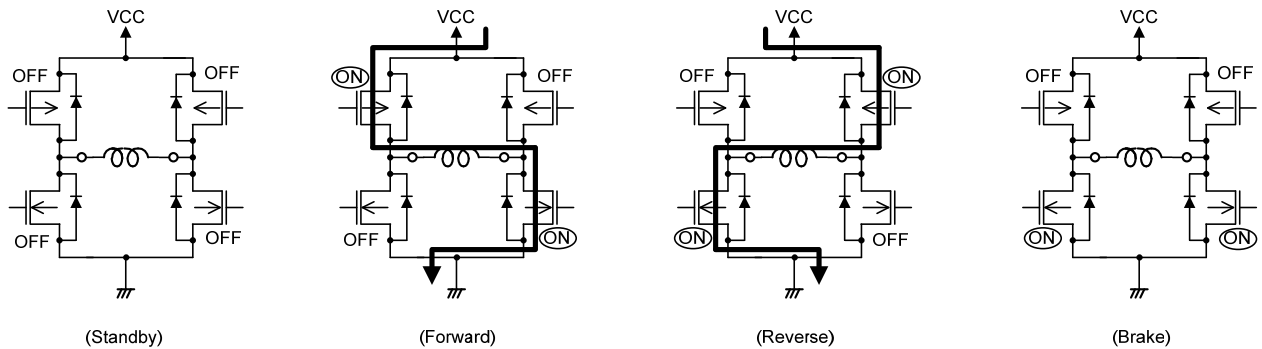 VCC
OFF
OFF
OFF
OFF
(Standby)
VCC
ON
OFF
OFF
ON
(Forward)
VCC
OFF
ON
ON
OFF
(Reverse)
VCC
OFF
OFF
ON
ON
(Brake)